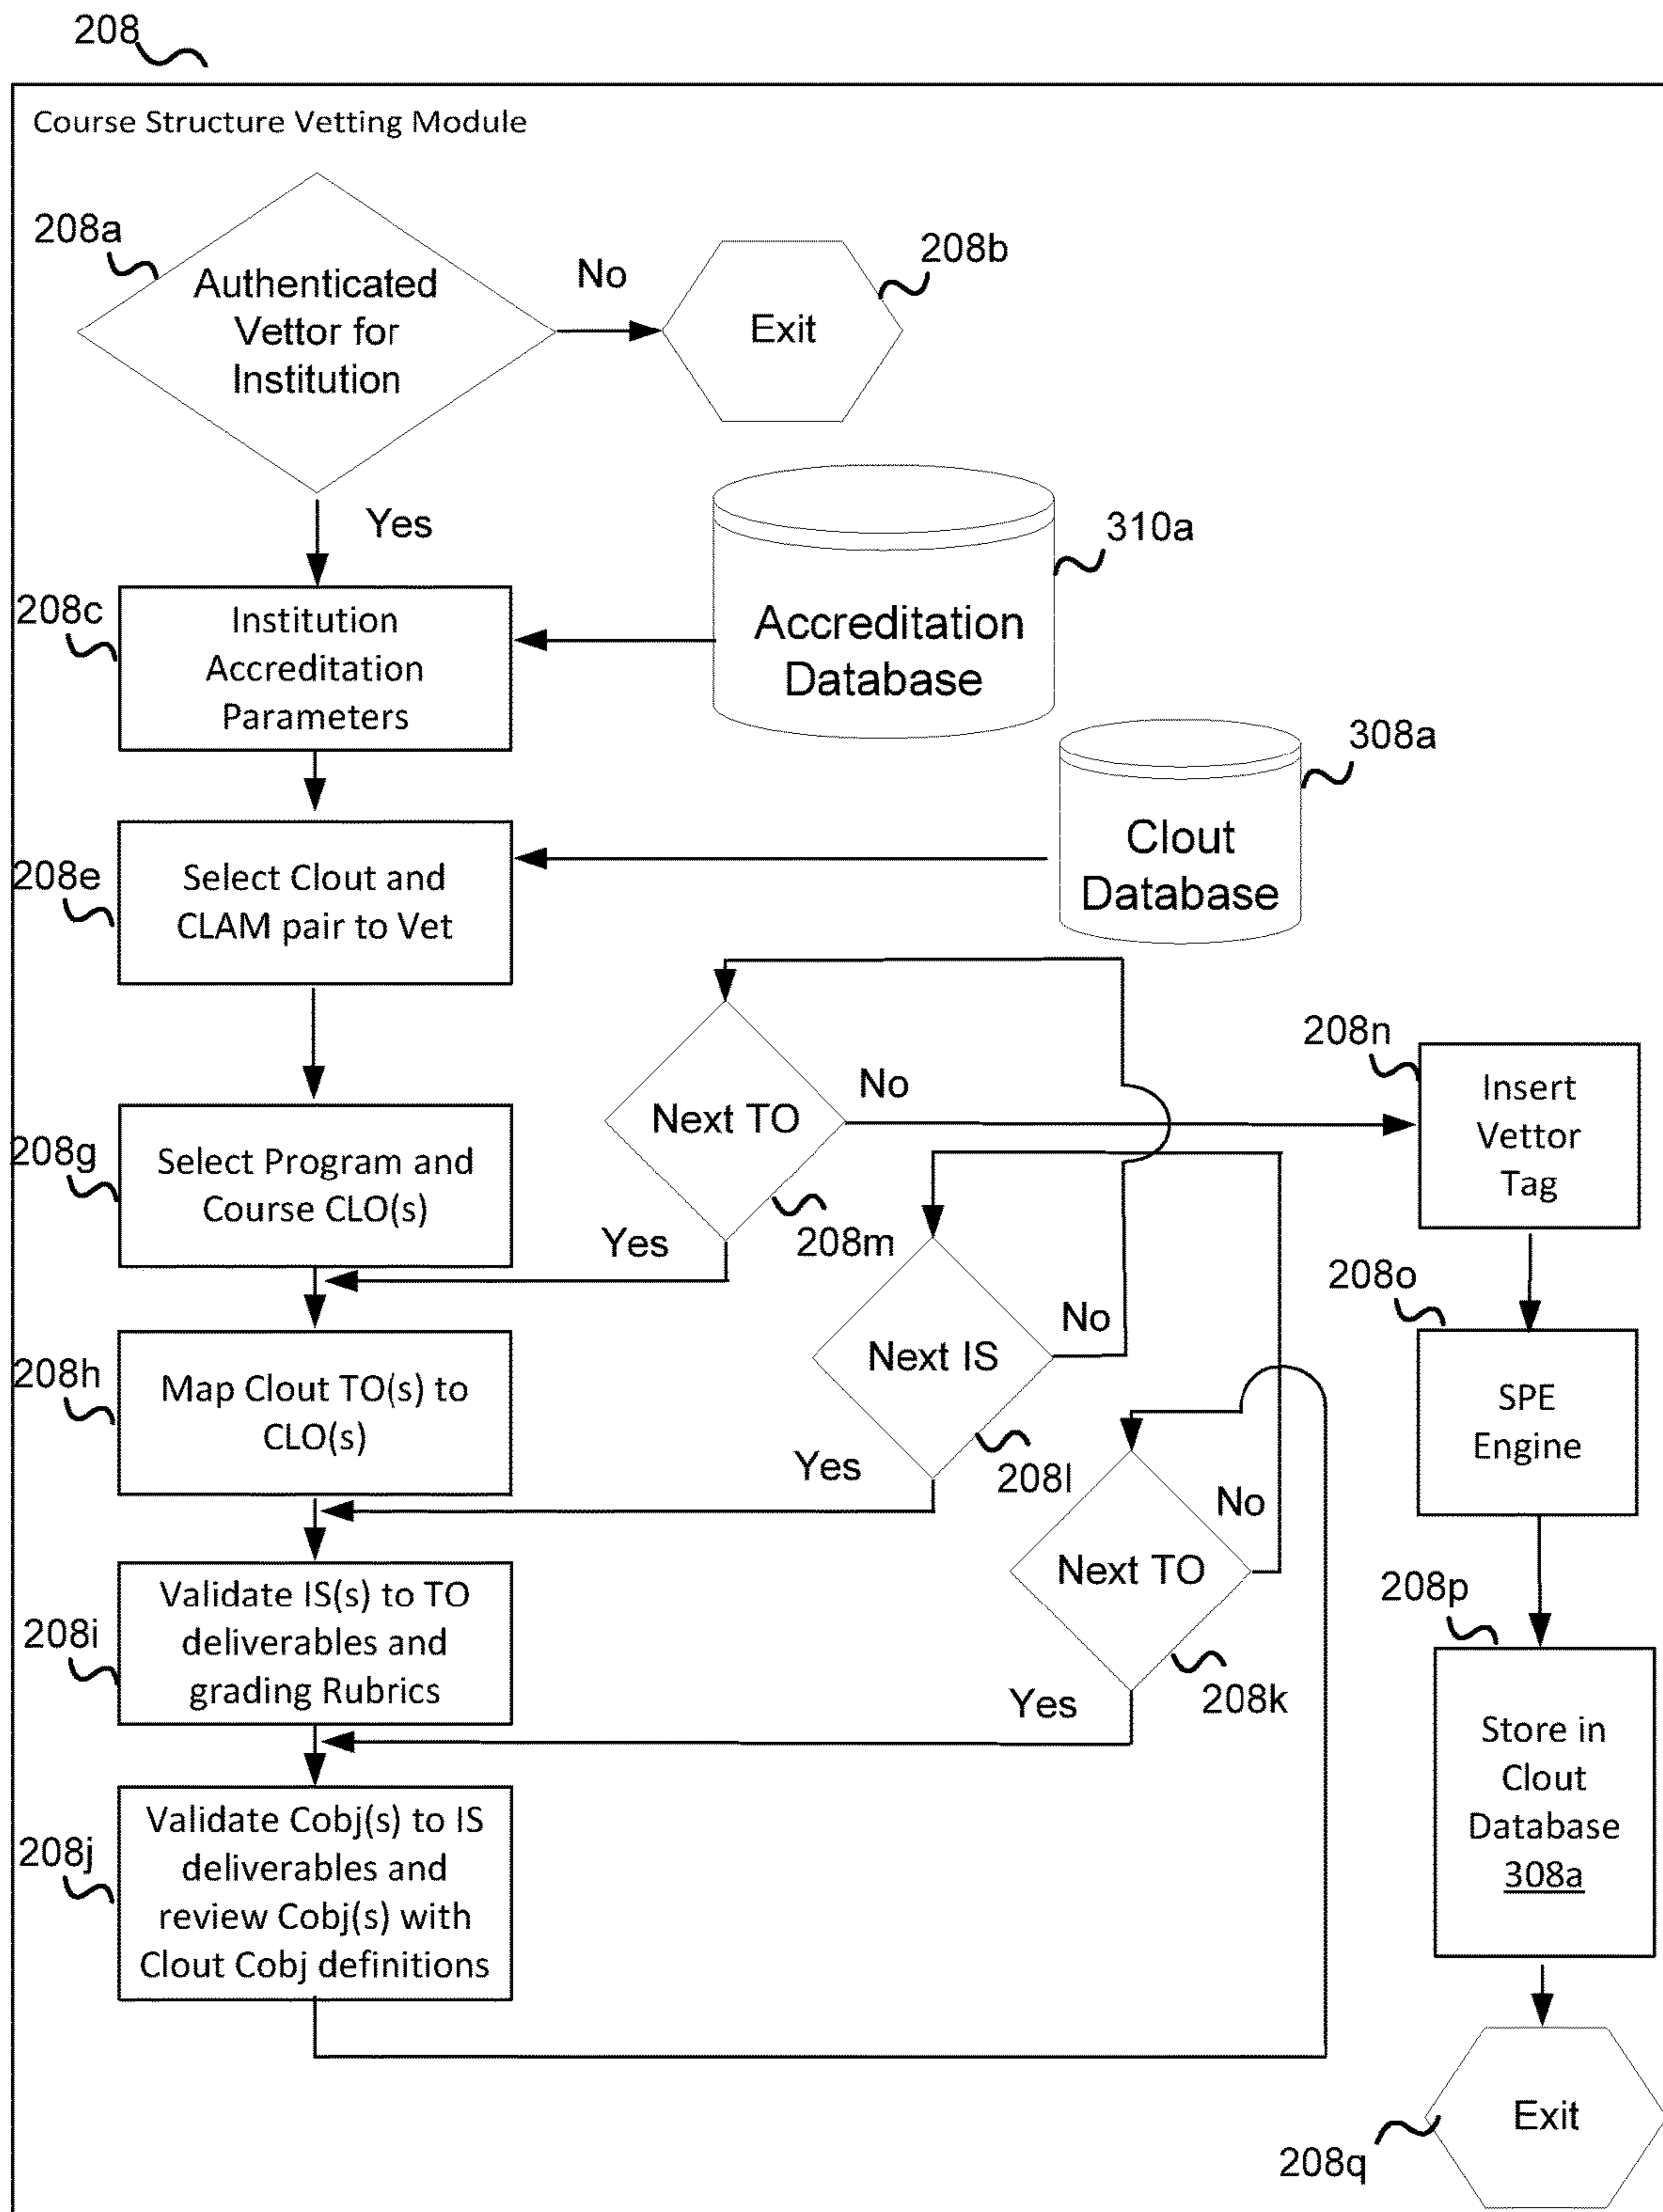 208
Course Structure Vetting Module
208a
Authenticated
Vettor for
Institution
No
208b
Exit
Yes
310a
Accreditation
Database
208c
Institution
Accreditation
Parameters
308a
Clout
Database
208e
Select Clout and
CLAM pair to Vet
208g
Select Program and
Course CLO(s)
Next TO
No
208m
Yes
208n
Insert
Vettor
Tag
208h
Map Clout TO(s) to
CLO(s)
Next IS
No
208l
Yes
208o
SPE
Engine
208i
Validate IS(s) to TO
deliverables and
grading Rubrics
Next TO
No
208k
Yes
208p
Store in
Clout
Database
308a
208j
Validate Cobj(s) to IS
deliverables and
review Cobj(s) with
Clout Cobj definitions
208q
Exit